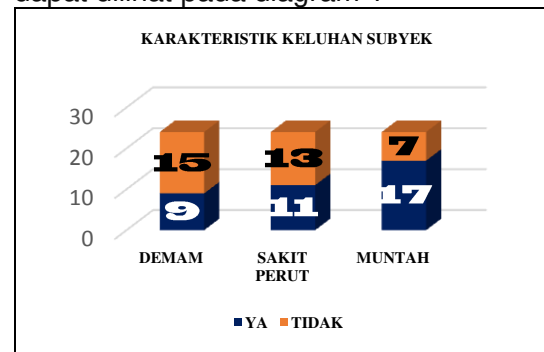 KARAKTERISTIK KELUHAN SUBYEK
30
20
10
0
15
13
7
9
11
17
DEMAM
SAKIT
PERUT
MUNTAH
YA TIDAK